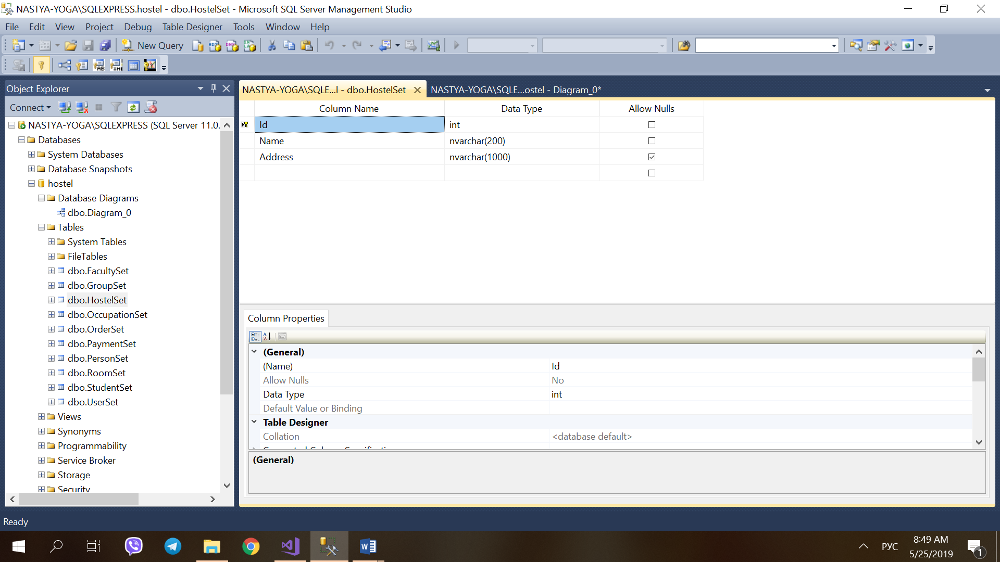 NASTYA-YOGA\SQLEXPRESS.hostel - dbo.HostelSet - Microsoft SQL Server Management Studio
File Edit View Project Debug Table Designer Tools Window Help
New Query
Object Explorer
NASTYA-YOGA\SQLE...l - dbo.HostelSet
NASTYA-YOGA\SQLE...ostel - Diagram_0*
Connect
NASTYA-YOGA\SQLEXPRESS (SQL Server 11.0.
Databases
System Databases
Database Snapshots
hostel
Database Diagrams
dbo.Diagram_0
Tables
System Tables
FileTables
dbo.FacultySet
dbo.GroupSet
dbo.HostelSet
dbo.OccupationSet
dbo.OrderSet
dbo.PaymentSet
dbo.PersonSet
dbo.RoomSet
dbo.StudentSet
dbo.UserSet
Views
Synonyms
Programmability
Service Broker
Storage
Security
Column Name Data Type Allow Nulls
Id int
Name nvarchar(200)
Address nvarchar(1000)
Column Properties
(General)
(Name) Id
Allow Nulls No
Data Type int
Default Value or Binding
Table Designer
Collation <database default>
(General)
Ready
РУС
8:49 AM
5/25/2019
1